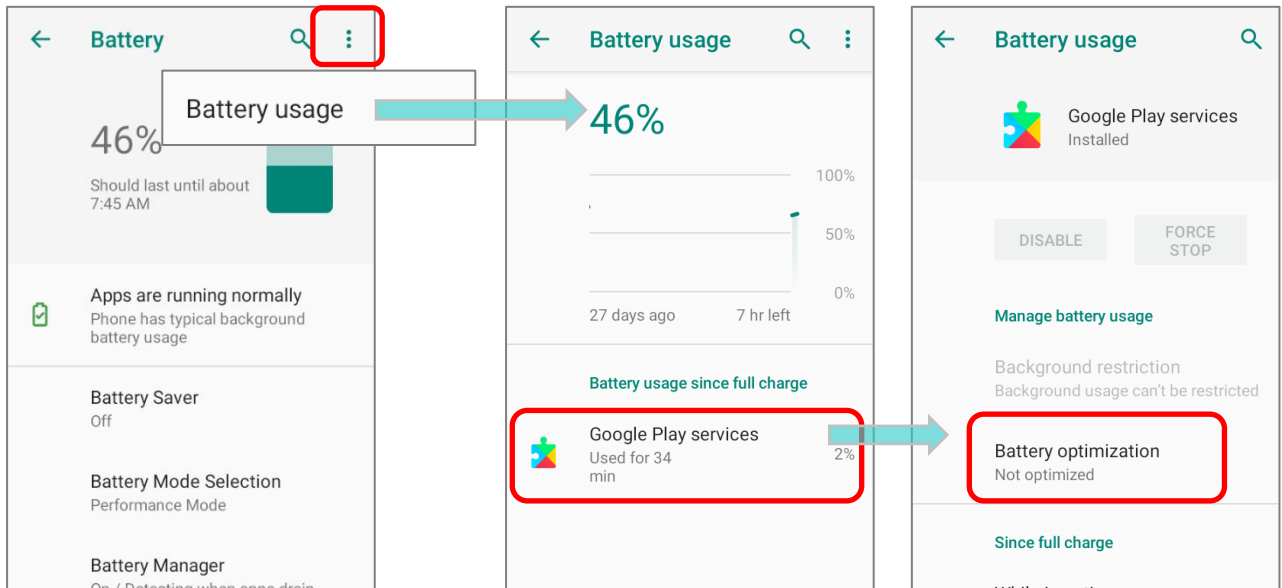 Battery
Battery usage
46%
Should last until about
7:45 AM
Apps are running normally
Phone has typical background
battery usage
Battery Saver
Off
Battery Mode Selection
Performance Mode
Battery Manager
Battery usage
46%
100%
50%
0%
27 days ago 7 hr left
Battery usage since full charge
Google Play services
Used for 34
min
2%
Battery usage
Google Play services
Installed
DISABLE
FORCE
STOP
Manage battery usage
Background restriction
Background usage can't be restricted
Battery optimization
Not optimized
Since full charge